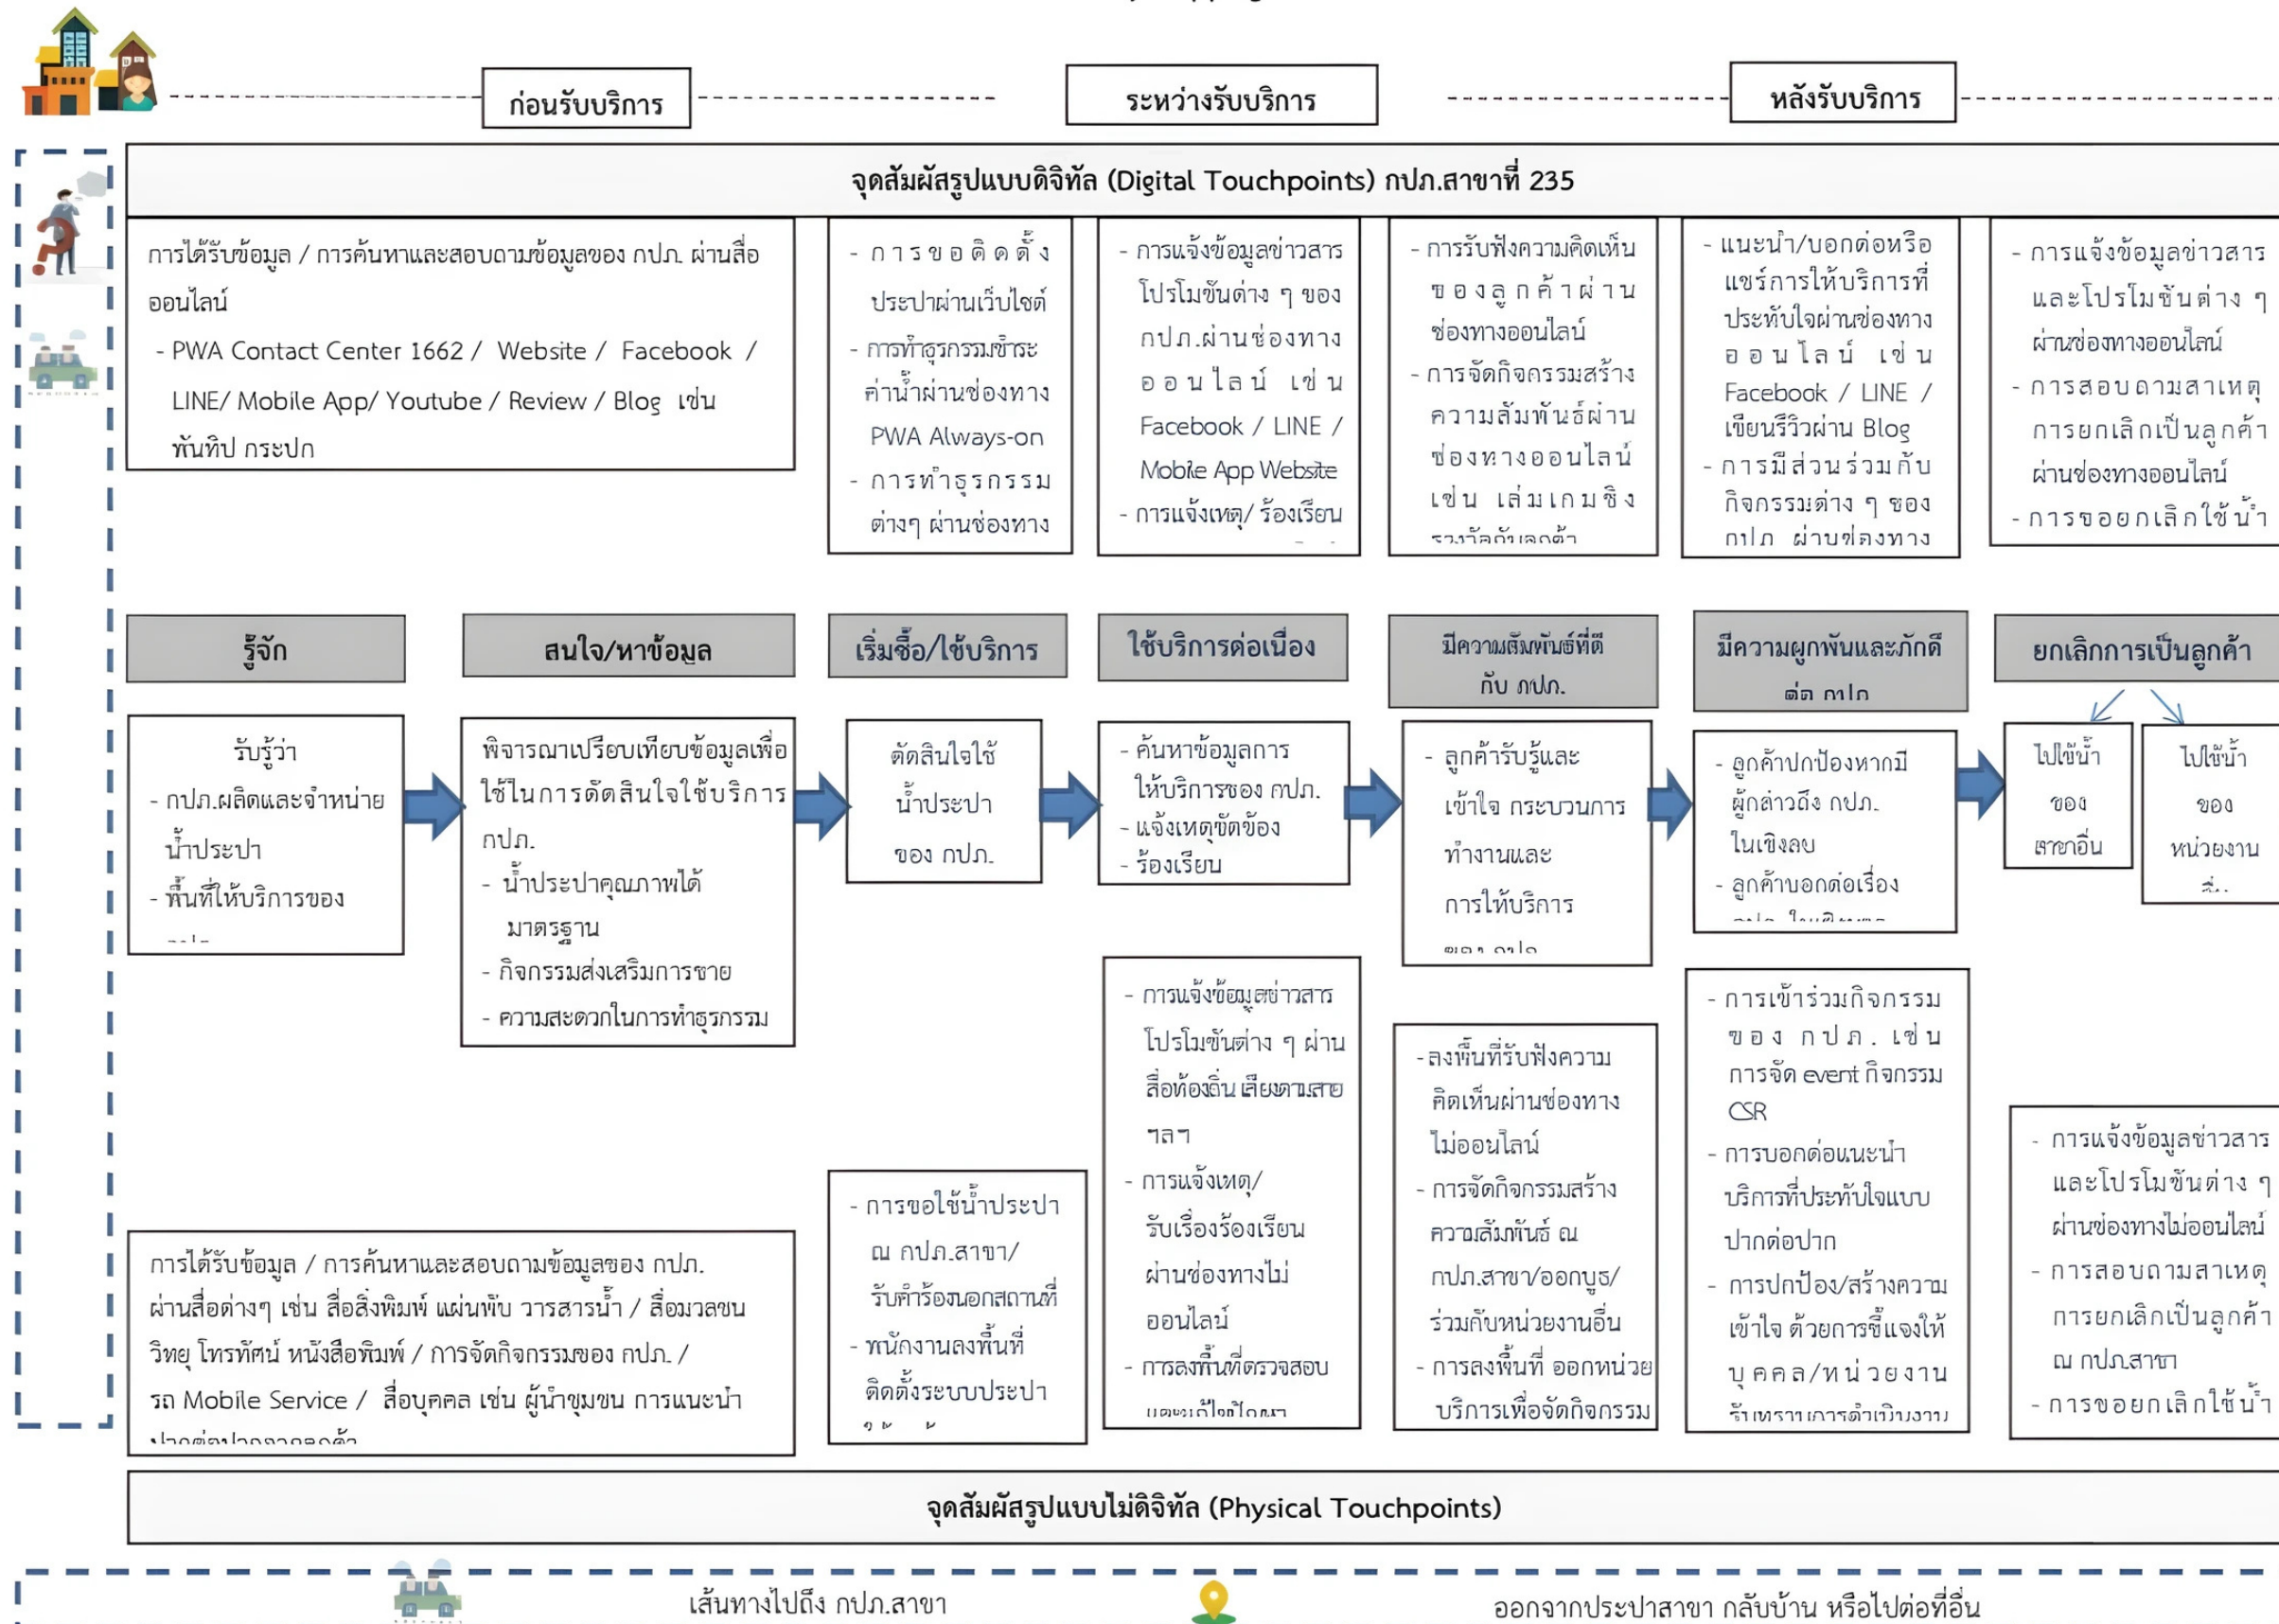 ก่อนรับบริการ
ระหว่างรับบริการ
หลังรับบริการ
จุดสัมผัสรูปแบบดิจิทัล (Digital Touchpoints) กปภ.สาขาที่ 235
การได้รับข้อมูล / การค้นหาและสอบถามข้อมูลของ กปภ. ผ่านสื่อ
ออนไลน์
- PWA Contact Center 1662 / Website / Facebook /
LINE/ Mobile App/ Youtube / Review / Blog เช่น
พันทิป กระปุก
- การขอติดตั้ง
ประปาผ่านเว็บไซต์
- การทำธุรกรรมชำระ
ค่าน้ำผ่านช่องทาง
PWA Always-on
- การทำธุรกรรม
ต่างๆ ผ่านช่องทาง
- การแจ้งข้อมูลข่าวสาร
โปรโมชันต่าง ๆ ของ
กปภ.ผ่านช่องทาง
ออนไลน์ เช่น
Facebook / LINE /
Mobile App Website
- การแจ้งเหตุ/ ร้องเรียน
- การรับฟังความคิดเห็น
ของลูกค้าผ่าน
ช่องทางออนไลน์
- การจัดกิจกรรมสร้าง
ความสัมพันธ์ผ่าน
ช่องทางออนไลน์
เช่น เล่มเกมชิง
รางวัลกับลูกค้า
- แนะนำ/บอกต่อหรือ
แชร์การให้บริการที่
ประทับใจผ่านช่องทาง
ออนไลน์ เช่น
Facebook / LINE /
เขียนรีวิวผ่าน Blog
- การมีส่วนร่วมกับ
กิจกรรมต่าง ๆ ของ
กปภ ผ่านช่องทาง
- การแจ้งข้อมูลข่าวสาร
และโปรโมชันต่าง ๆ
ผ่านช่องทางออนไลน์
- การสอบถามสาเหตุ
การยกเลิกเป็นลูกค้า
ผ่านช่องทางออนไลน์
- การขอยกเลิกใช้น้ำ
รู้จัก
สนใจ/หาข้อมูล
เริ่มซื้อ/ใช้บริการ
ใช้บริการต่อเนื่อง
มีความสัมพันธ์ที่ดี
กับ กปภ.
มีความผูกพันและภักดี
ต่อ กปภ
ยกเลิกการเป็นลูกค้า
รับรู้ว่า
- กปภ.ผลิตและจำหน่าย
น้ำประปา
- พื้นที่ให้บริการของ
พิจารณาเปรียบเทียบข้อมูลเพื่อ
ใช้ในการตัดสินใจใช้บริการ
กปภ.
- น้ำประปาคุณภาพได้
มาตรฐาน
- กิจกรรมส่งเสริมการขาย
- ความสะดวกในการทำธุรกรรม
ตัดสินใจใช้
น้ำประปา
ของ กปภ.
- ค้นหาข้อมูลการ
ให้บริการของ กปภ.
- แจ้งเหตุขัดข้อง
- ร้องเรียน
- ลูกค้ารับรู้และ
เข้าใจ กระบวนการ
ทำงานและ
การให้บริการ
ของ กปภ
- ลูกค้าปกป้องหากมี
ผู้กล่าวถึง กปภ.
ในเชิงลบ
- ลูกค้าบอกต่อเรื่อง
ไปใช้น้ำ
ของ
สาขาอื่น
ไปใช้น้ำ
ของ
หน่วยงาน
- การแจ้งข้อมูลข่าวสาร
โปรโมชันต่าง ๆ ผ่าน
สื่อท้องถิ่น เสียงตามสาย
ฯลฯ
- การแจ้งเหตุ/
รับเรื่องร้องเรียน
ผ่านช่องทางไม่
ออนไลน์
- การลงพื้นที่ตรวจสอบ
และแก้ไขปัญหา
-ลงพื้นที่รับฟังความ
คิดเห็นผ่านช่องทาง
ไม่ออนไลน์
- การจัดกิจกรรมสร้าง
ความสัมพันธ์ ณ
กปภ.สาขา/ออกบูธ/
ร่วมกับหน่วยงานอื่น
- การลงพื้นที่ ออกหน่วย
บริการเพื่อจัดกิจกรรม
- การเข้าร่วมกิจกรรม
ของ กปภ. เช่น
การจัด event กิจกรรม
CSR
- การบอกต่อแนะนำ
บริการที่ประทับใจแบบ
ปากต่อปาก
- การปกป้อง/สร้างความ
เข้าใจ ด้วยการชี้แจงให้
บุคคล/หน่วยงาน
รับทราบการดำเนินงาน
- การแจ้งข้อมูลข่าวสาร
และโปรโมชันต่าง ๆ
ผ่านช่องทางไม่ออนไลน์
- การสอบถามสาเหตุ
การยกเลิกเป็นลูกค้า
ณ กปภ.สาขา
- การขอยกเลิกใช้น้ำ
- การขอใช้น้ำประปา
ณ กปภ.สาขา/
รับคำร้องนอกสถานที่
- พนักงานลงพื้นที่
ติดตั้งระบบประปา
การได้รับข้อมูล / การค้นหาและสอบถามข้อมูลของ กปภ.
ผ่านสื่อต่างๆ เช่น สื่อสิ่งพิมพ์ แผ่นพับ วารสารน้ำ / สื่อมวลชน
วิทยุ โทรทัศน์ หนังสือพิมพ์ / การจัดกิจกรรมของ กปภ. /
รถ Mobile Service / สื่อบุคคล เช่น ผู้นำชุมชน การแนะนำ
ปากต่อปากจากลูกค้า
จุดสัมผัสรูปแบบไม่ดิจิทัล (Physical Touchpoints)
เส้นทางไปถึง กปภ.สาขา
ออกจากประปาสาขา กลับบ้าน หรือไปต่อที่อื่น